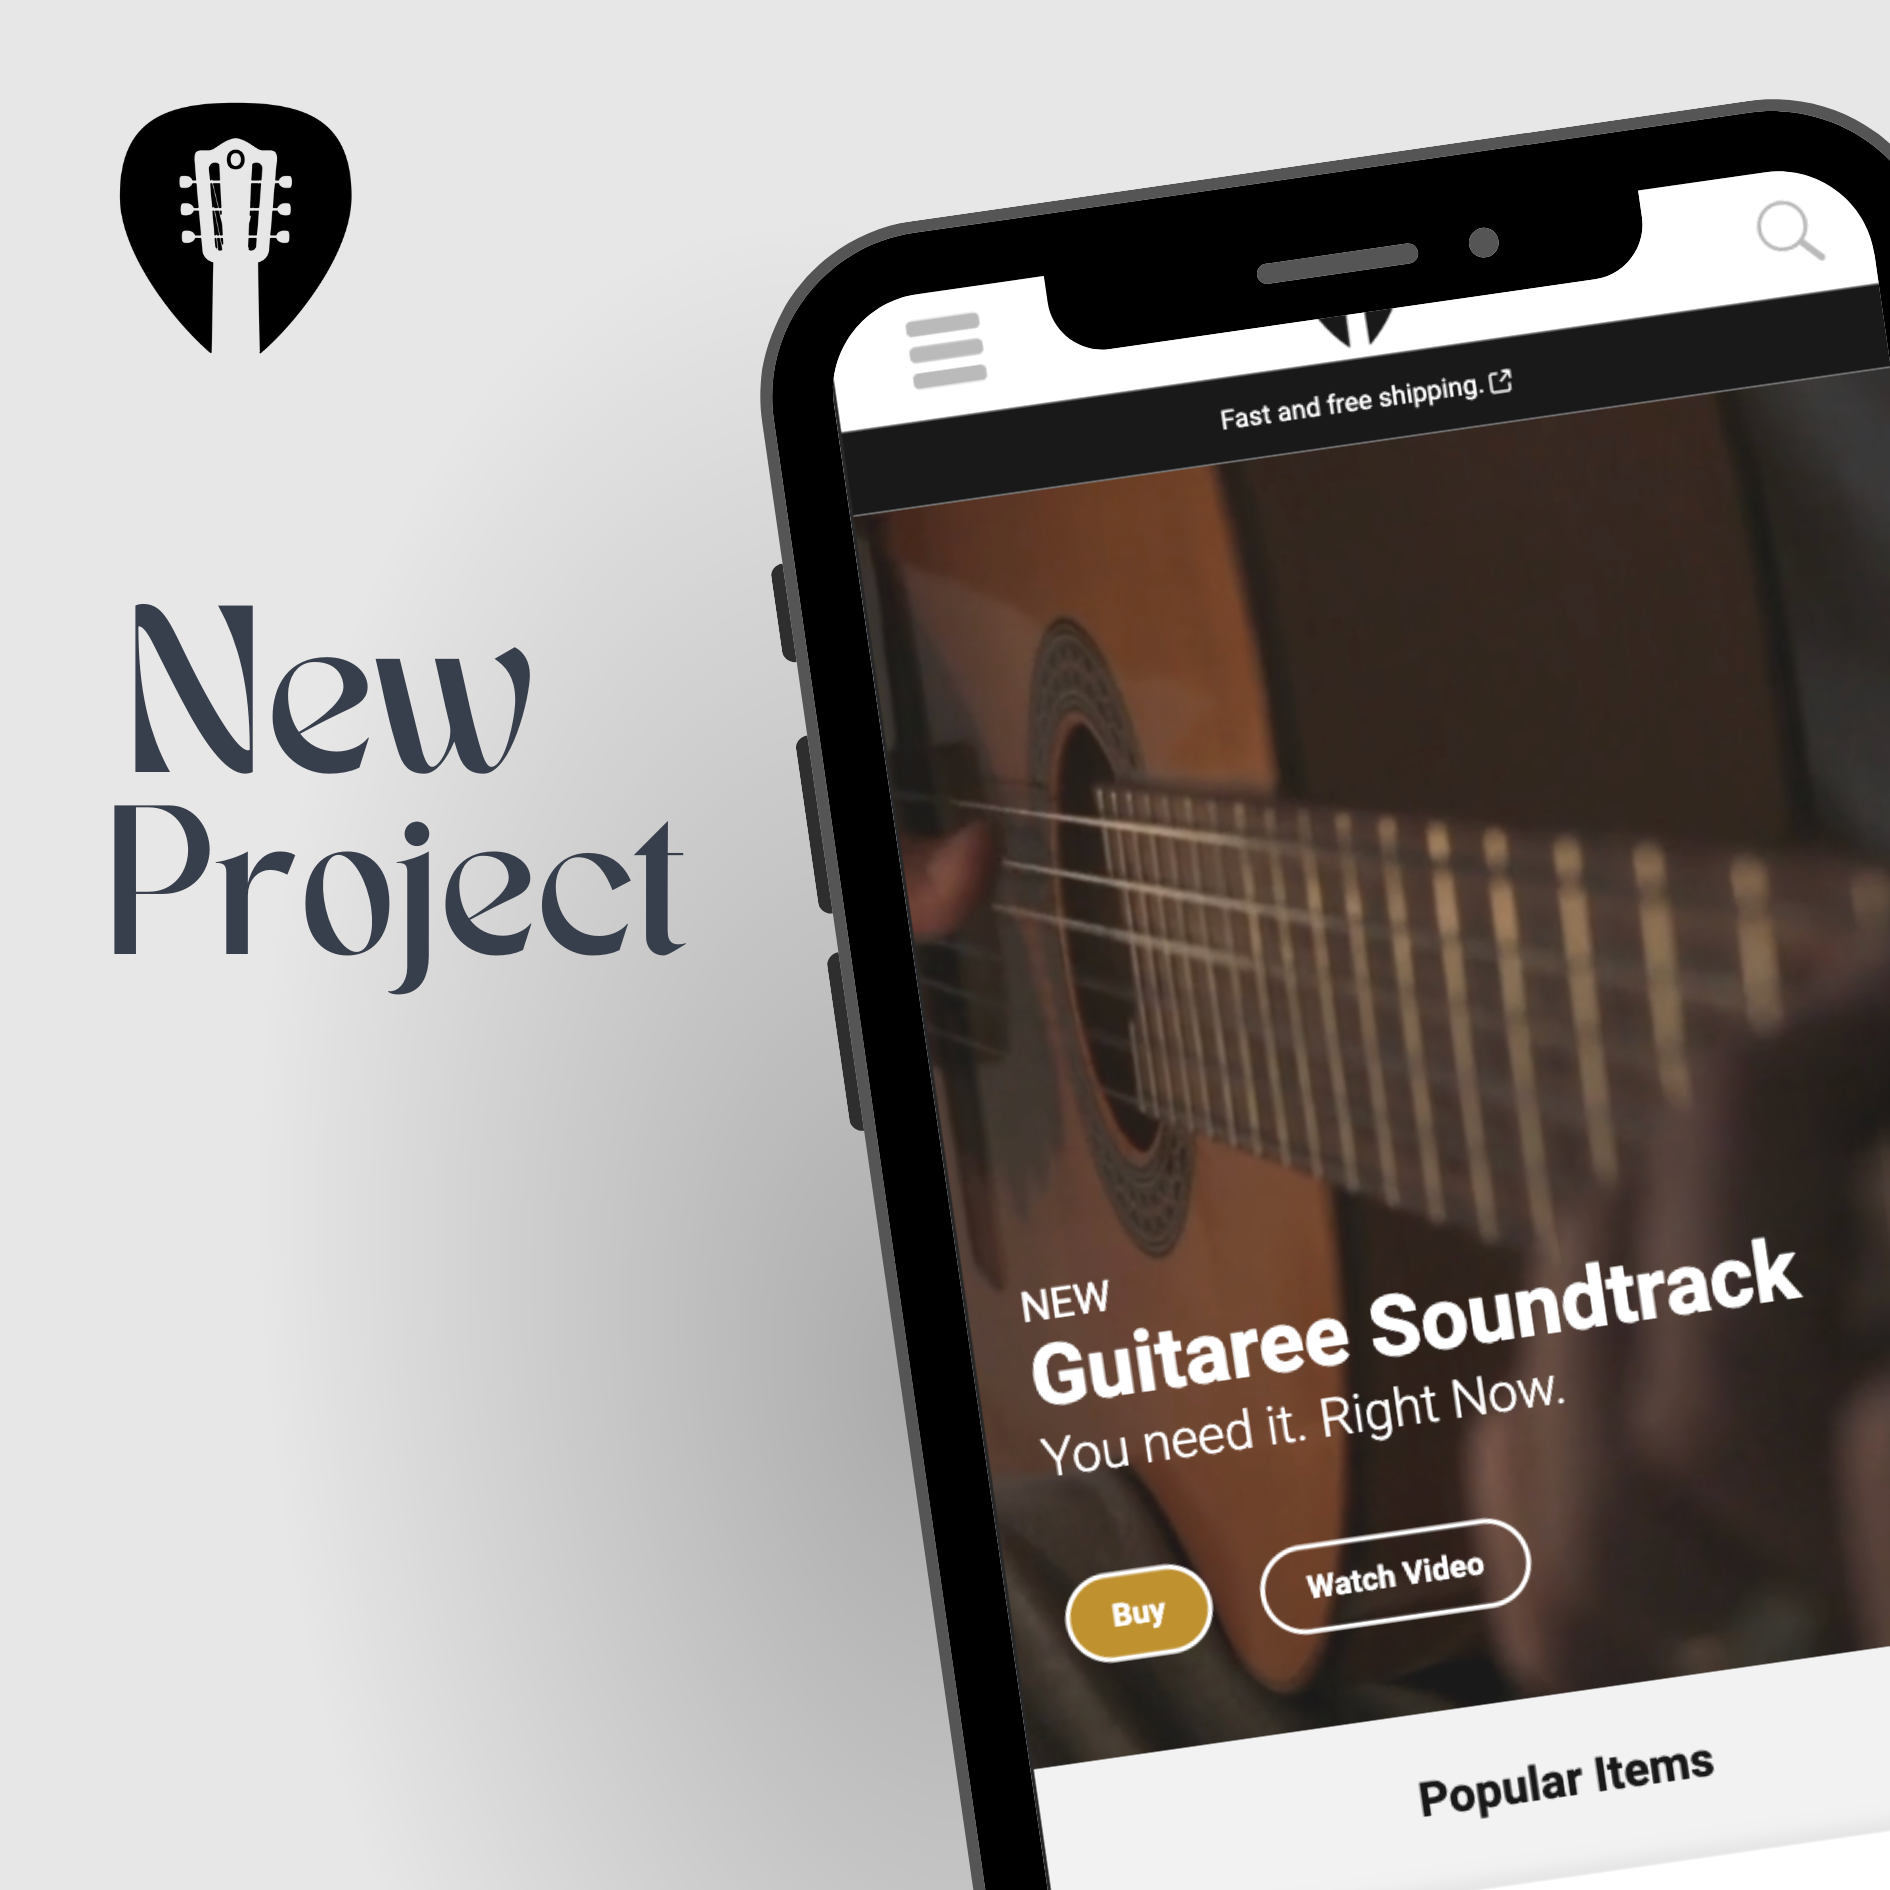 New
Project
Fast and free shipping.
NEW
Guitaree Soundtrack
You need it. Right Now.
Buy
Watch Video
Popular Items